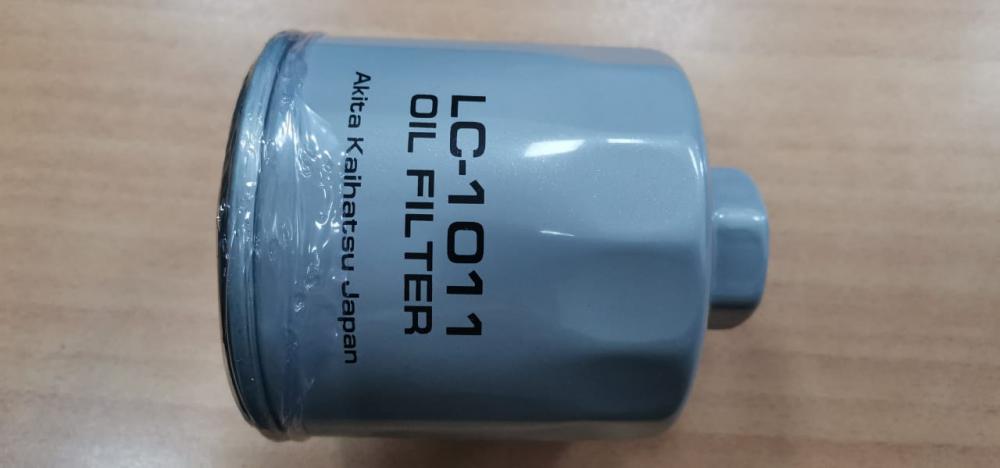 LC-1011
OIL FILTER
Akita Kaihatsu Japan